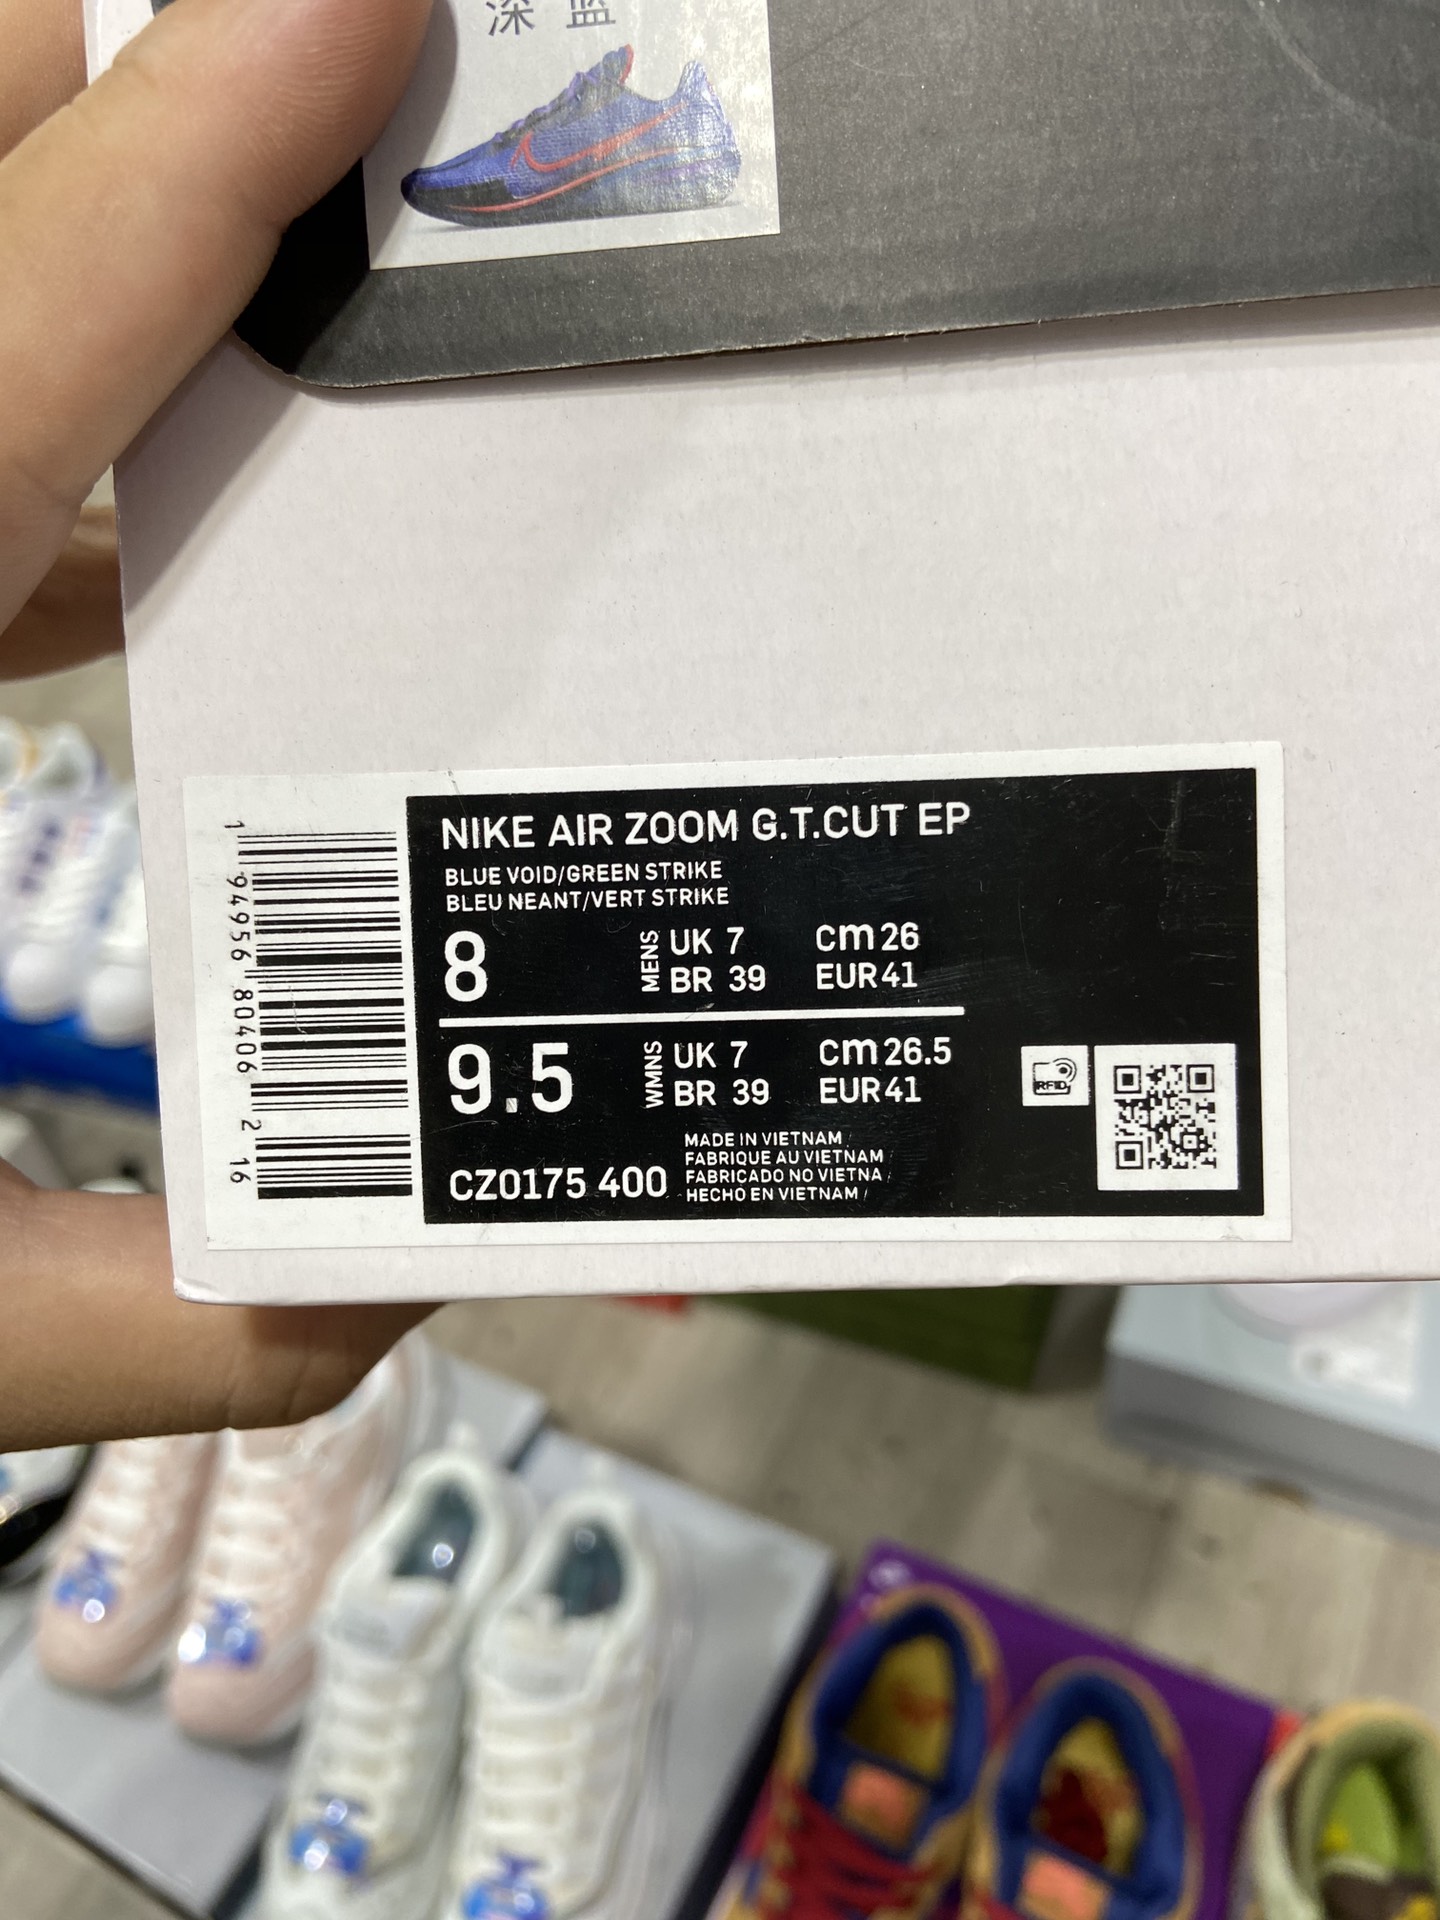 深 蓝
NIKE AIR ZOOM G.T.CUT EP
BLUE VOID/GREEN STRIKE
BLEU NEANT/VERT STRIKE
8 MENS UK 7 cm 26
BR 39 EUR 41
9.5 WMNS UK 7 cm 26.5
BR 39 EUR 41
CZ0175 400
MADE IN VIETNAM /
FABRIQUE AU VIETNAM /
FABRICADO NO VIETNA /
HECHO EN VIETNAM /
RFID
1 94956 80406 2 16